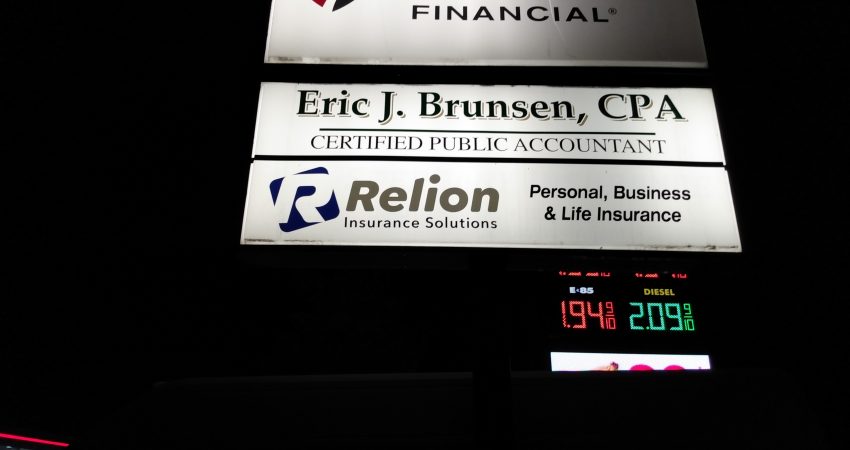 FINANCIAL®
Eric J. Brunsen, CPA
CERTIFIED PUBLIC ACCOUNTANT
R Relion
Insurance Solutions
Personal, Business
& Life Insurance
E-85
DIESEL
1.94 9/10
2.09 9/10